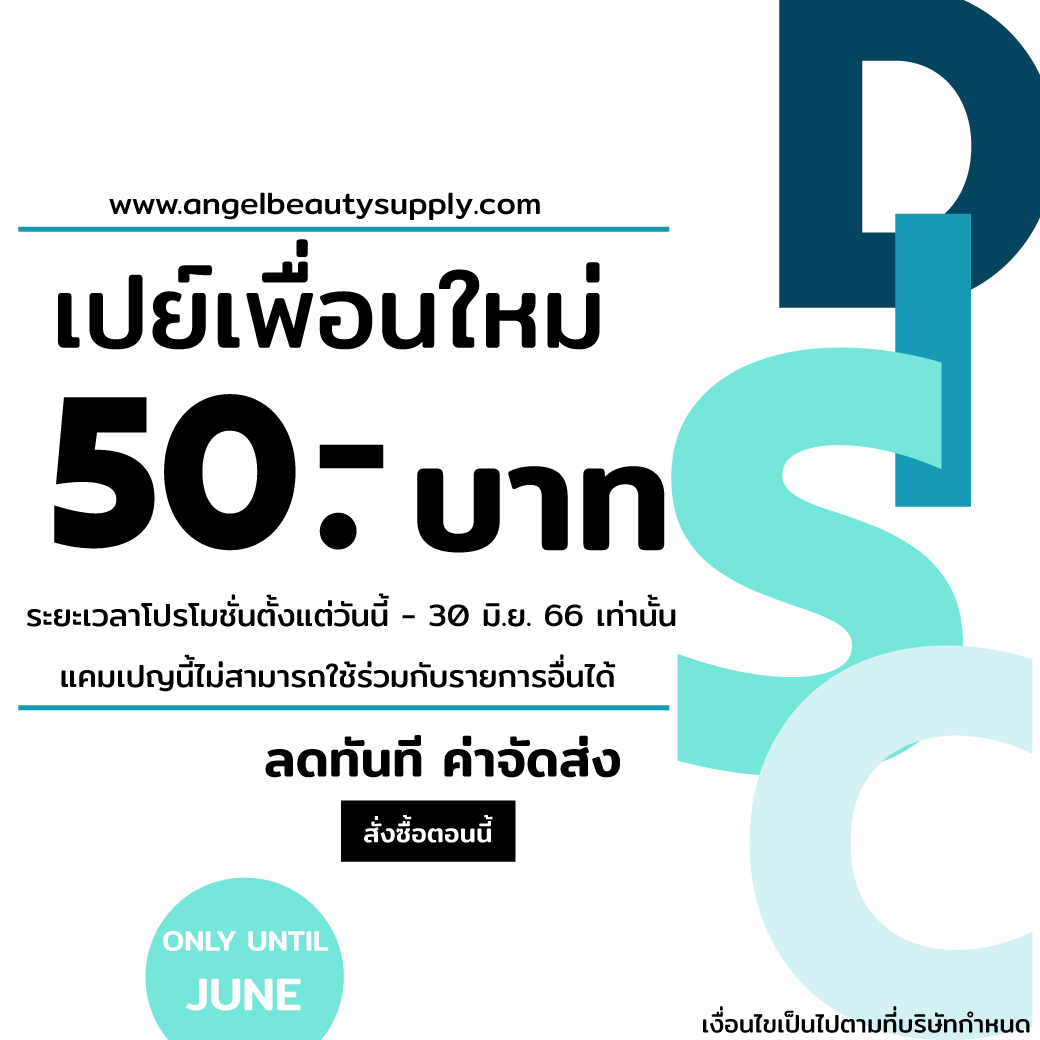 www.angelbeautysupply.com
เปย์เพื่อนใหม่
50.- บาท
ระยะเวลาโปรโมชั่นตั้งแต่วันนี้ - 30 มิ.ย. 66 เท่านั้น
แคมเปญนี้ไม่สามารถใช้ร่วมกับรายการอื่นได้
ลดทันที ค่าจัดส่ง
สั่งซื้อตอนนี้
ONLY UNTIL
JUNE
D
I
S
C
เงื่อนไขเป็นไปตามที่บริษัทกำหนด